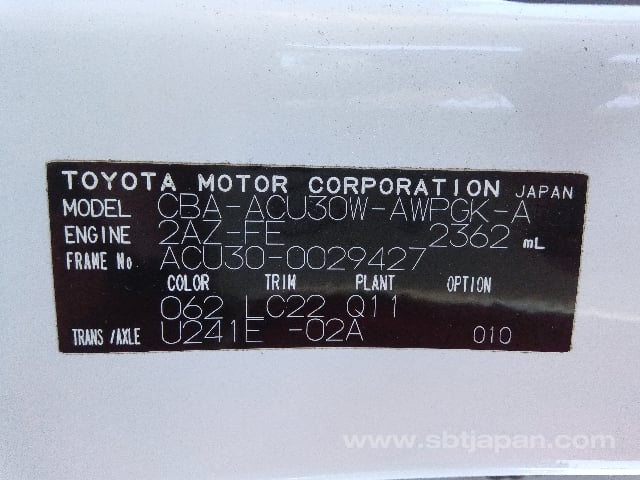 TOYOTA MOTOR CORPORATION JAPAN
MODEL CBA-ACU30W-AWPGK-A
ENGINE 2AZ-FE 2362 mL
FRAME No ACU30-0029427
COLOR TRIM PLANT OPTION
062 LC22 Q11
TRANS/AXLE U241E -02A 010
www.sbtjapan.com